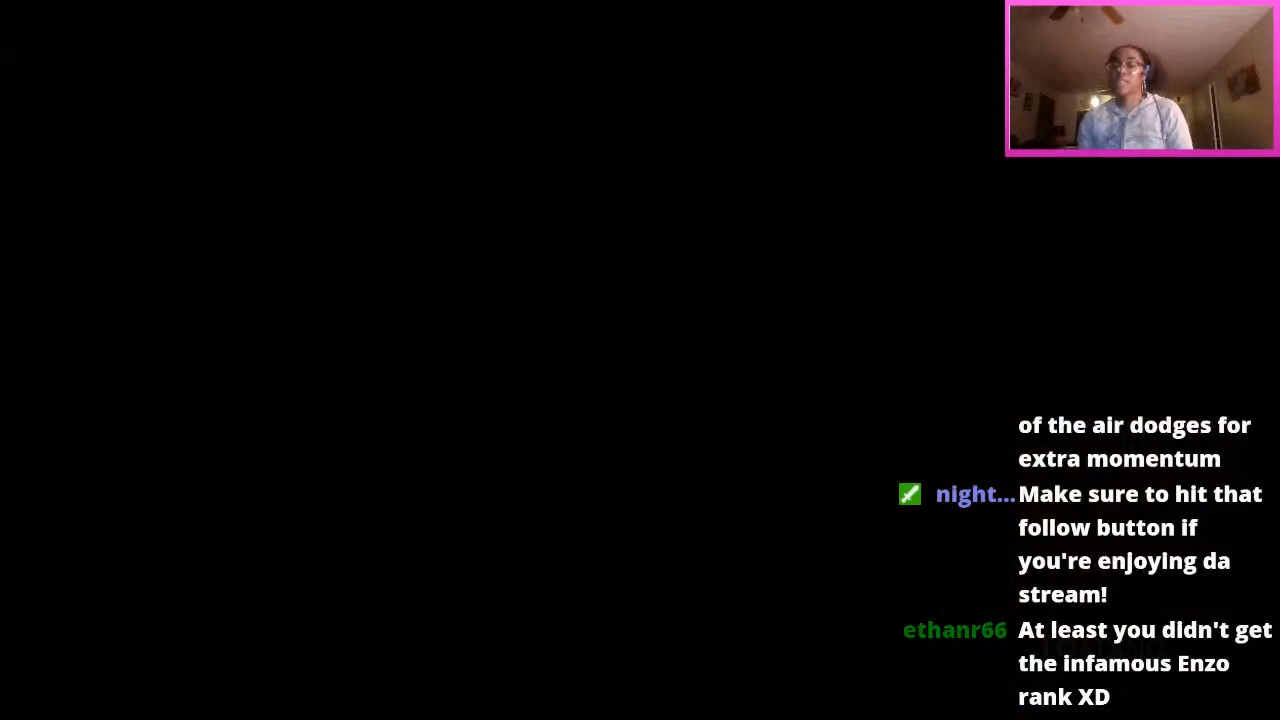 of the air dodges for
extra momentum
night... Make sure to hit that
follow button if
you're enjoying da
stream!
ethanr66 At least you didn't get
the infamous Enzo
rank XD